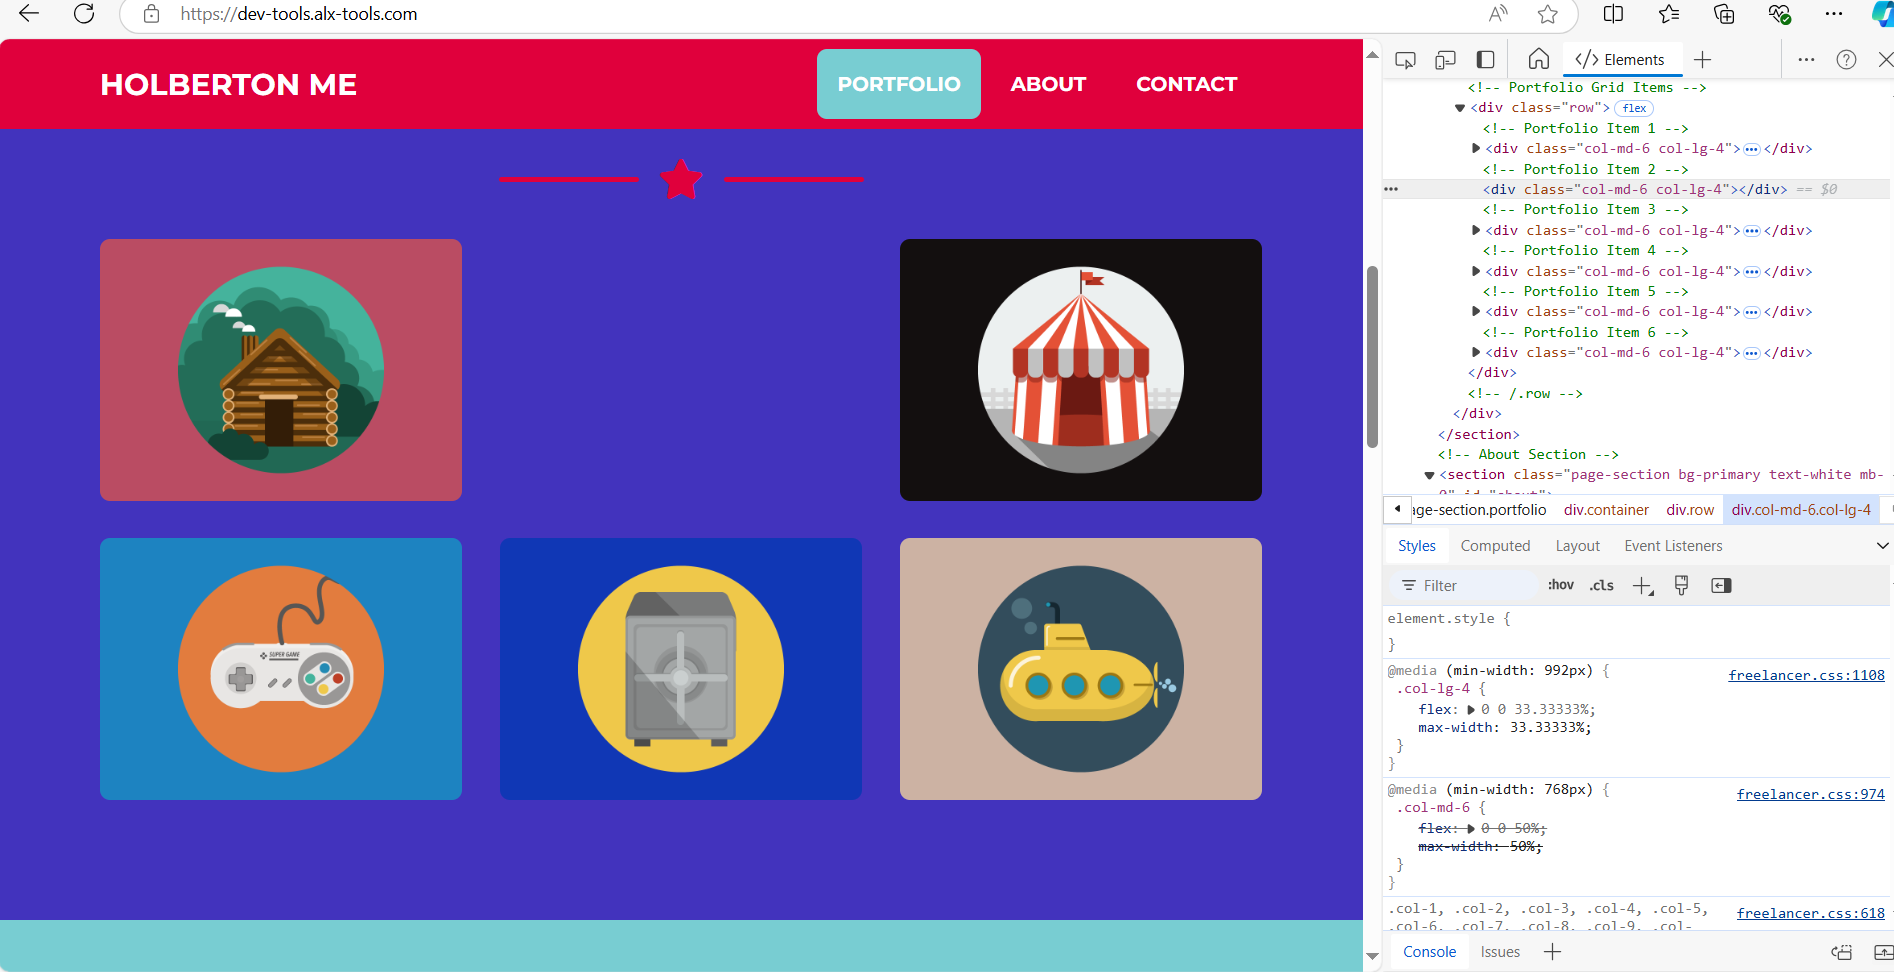 https://dev-tools.alx-tools.com
HOLBERTON ME
PORTFOLIO
ABOUT
CONTACT
SUPER GAME
Elements
<!-- Portfolio Grid Items -->
<div class="row"> flex
<!-- Portfolio Item 1 -->
<div class="col-md-6 col-lg-4">…</div>
<!-- Portfolio Item 2 -->
<div class="col-md-6 col-lg-4"></div> == $0
<!-- Portfolio Item 3 -->
<div class="col-md-6 col-lg-4">…</div>
<!-- Portfolio Item 4 -->
<div class="col-md-6 col-lg-4">…</div>
<!-- Portfolio Item 5 -->
<div class="col-md-6 col-lg-4">…</div>
<!-- Portfolio Item 6 -->
<div class="col-md-6 col-lg-4">…</div>
</div>
<!-- /.row -->
</div>
</section>
<!-- About Section -->
<section class="page-section bg-primary text-white mb-
0" id="about">
age-section.portfolio div.container div.row div.col-md-6.col-lg-4
Styles Computed Layout Event Listeners
Filter :hov .cls
element.style {
}
@media (min-width: 992px) {
freelancer.css:1108
.col-lg-4 {
flex: 0 0 33.33333%;
max-width: 33.33333%;
}
}
@media (min-width: 768px) {
freelancer.css:974
.col-md-6 {
flex: 0 0 50%;
max-width: 50%;
}
}
.col-1, .col-2, .col-3, .col-4, .col-5,
freelancer.css:618
.col-6, .col-7, .col-8, .col-9, .col-
Console Issues